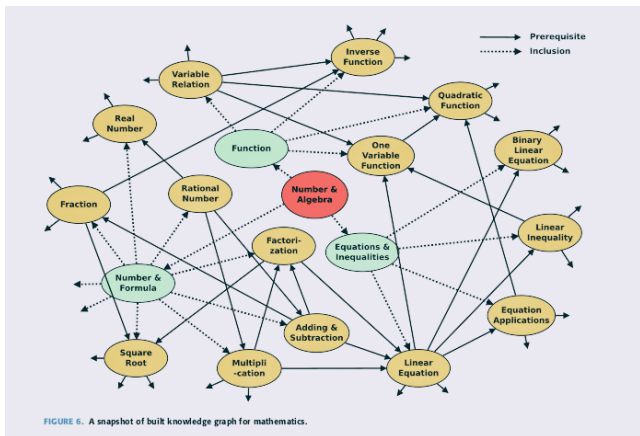 Prerequisite
Inclusion
Inverse
Function
Variable
Relation
Quadratic
Function
Real
Number
Function
One
Variable
Function
Binary
Linear
Equation
Rational
Number
Number &
Algebra
Fraction
Factori-
zation
Equations &
Inequalities
Linear
Inequality
Number &
Formula
Equation
Applications
Adding &
Subtraction
Square
Root
Multipli
-cation
Linear
Equation
FIGURE 6. A snapshot of built knowledge graph for mathematics.